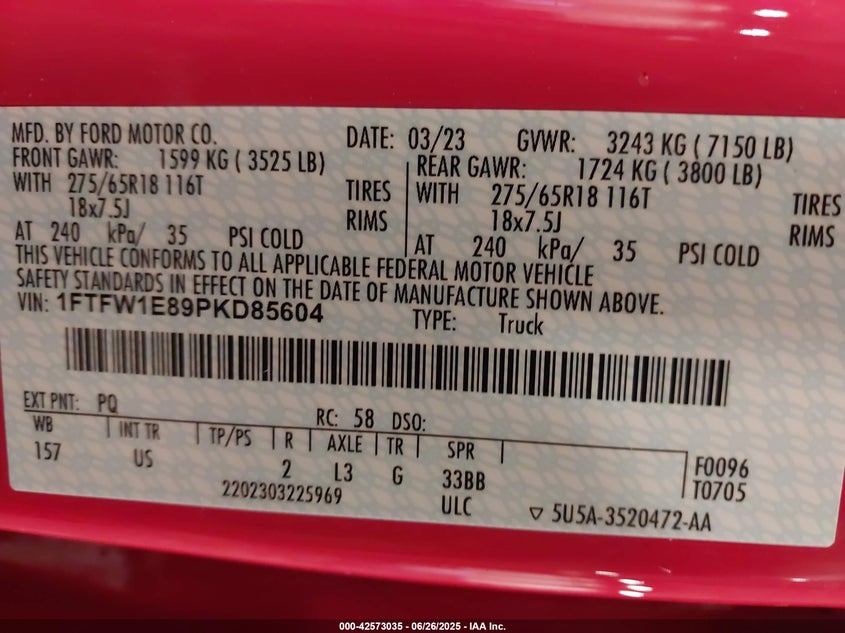 MFD. BY FORD MOTOR CO. DATE: 03/23 GVWR: 3243 KG ( 7150 LB)
FRONT GAWR: 1599 KG ( 3525 LB) REAR GAWR: 1724 KG ( 3800 LB)
WITH 275/65R18 116T TIRES WITH 275/65R18 116T TIRES
18x7.5J RIMS 18x7.5J RIMS
AT 240 kPa/ 35 PSI COLD AT 240 kPa/ 35 PSI COLD
THIS VEHICLE CONFORMS TO ALL APPLICABLE FEDERAL MOTOR VEHICLE
SAFETY STANDARDS IN EFFECT ON THE DATE OF MANUFACTURE SHOWN ABOVE.
VIN: 1FTFW1E89PKD85604 TYPE: Truck
EXT PNT: PQ RC: 58 DSO:
WB INT TR TP/PS R AXLE TR SPR
157 US 2 L3 G 33BB F0096
2202303225969 ULC T0705
5U5A-3520472-AA
000-42573035 - 06/26/2025 - IAA Inc.